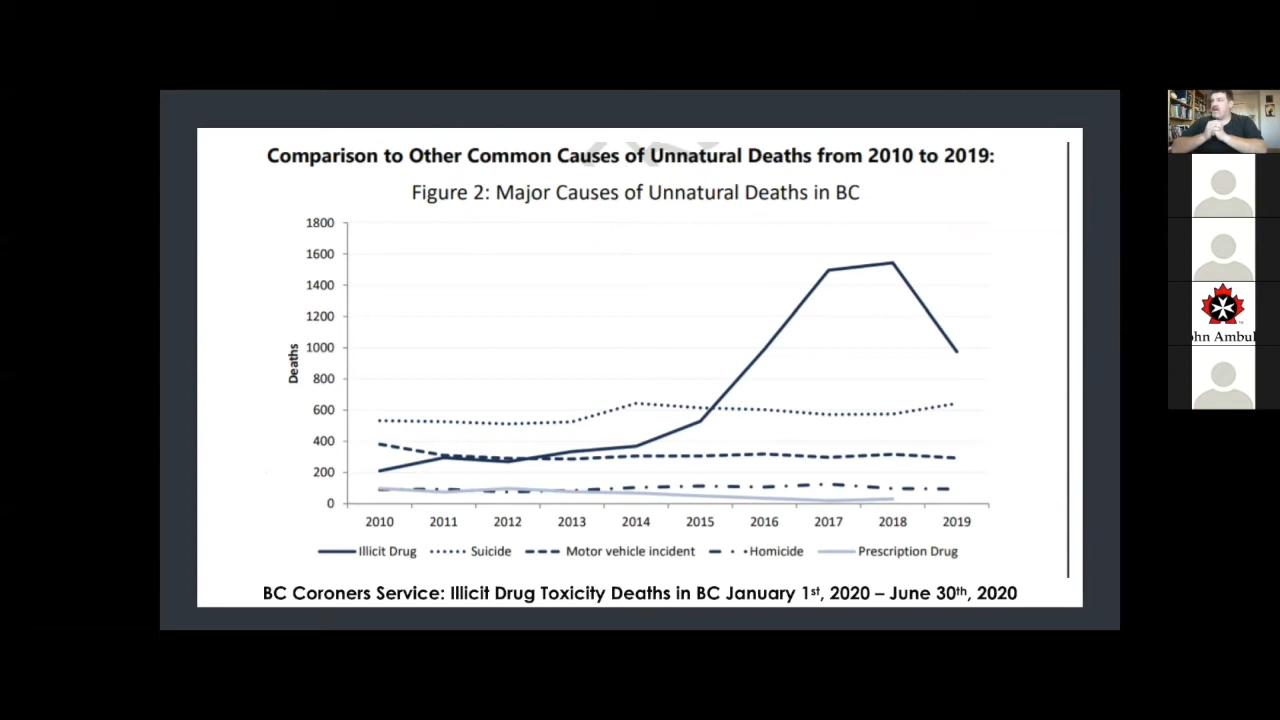 Comparison to Other Common Causes of Unnatural Deaths from 2010 to 2019:
Figure 2: Major Causes of Unnatural Deaths in BC
1800
1600
1400
1200
1000
800
600
400
200
0
Deaths
2010 2011 2012 2013 2014 2015 2016 2017 2018 2019
Illicit Drug Suicide Motor vehicle incident Homicide Prescription Drug
BC Coroners Service: Illicit Drug Toxicity Deaths in BC January 1st, 2020 – June 30th, 2020
ohn Ambul